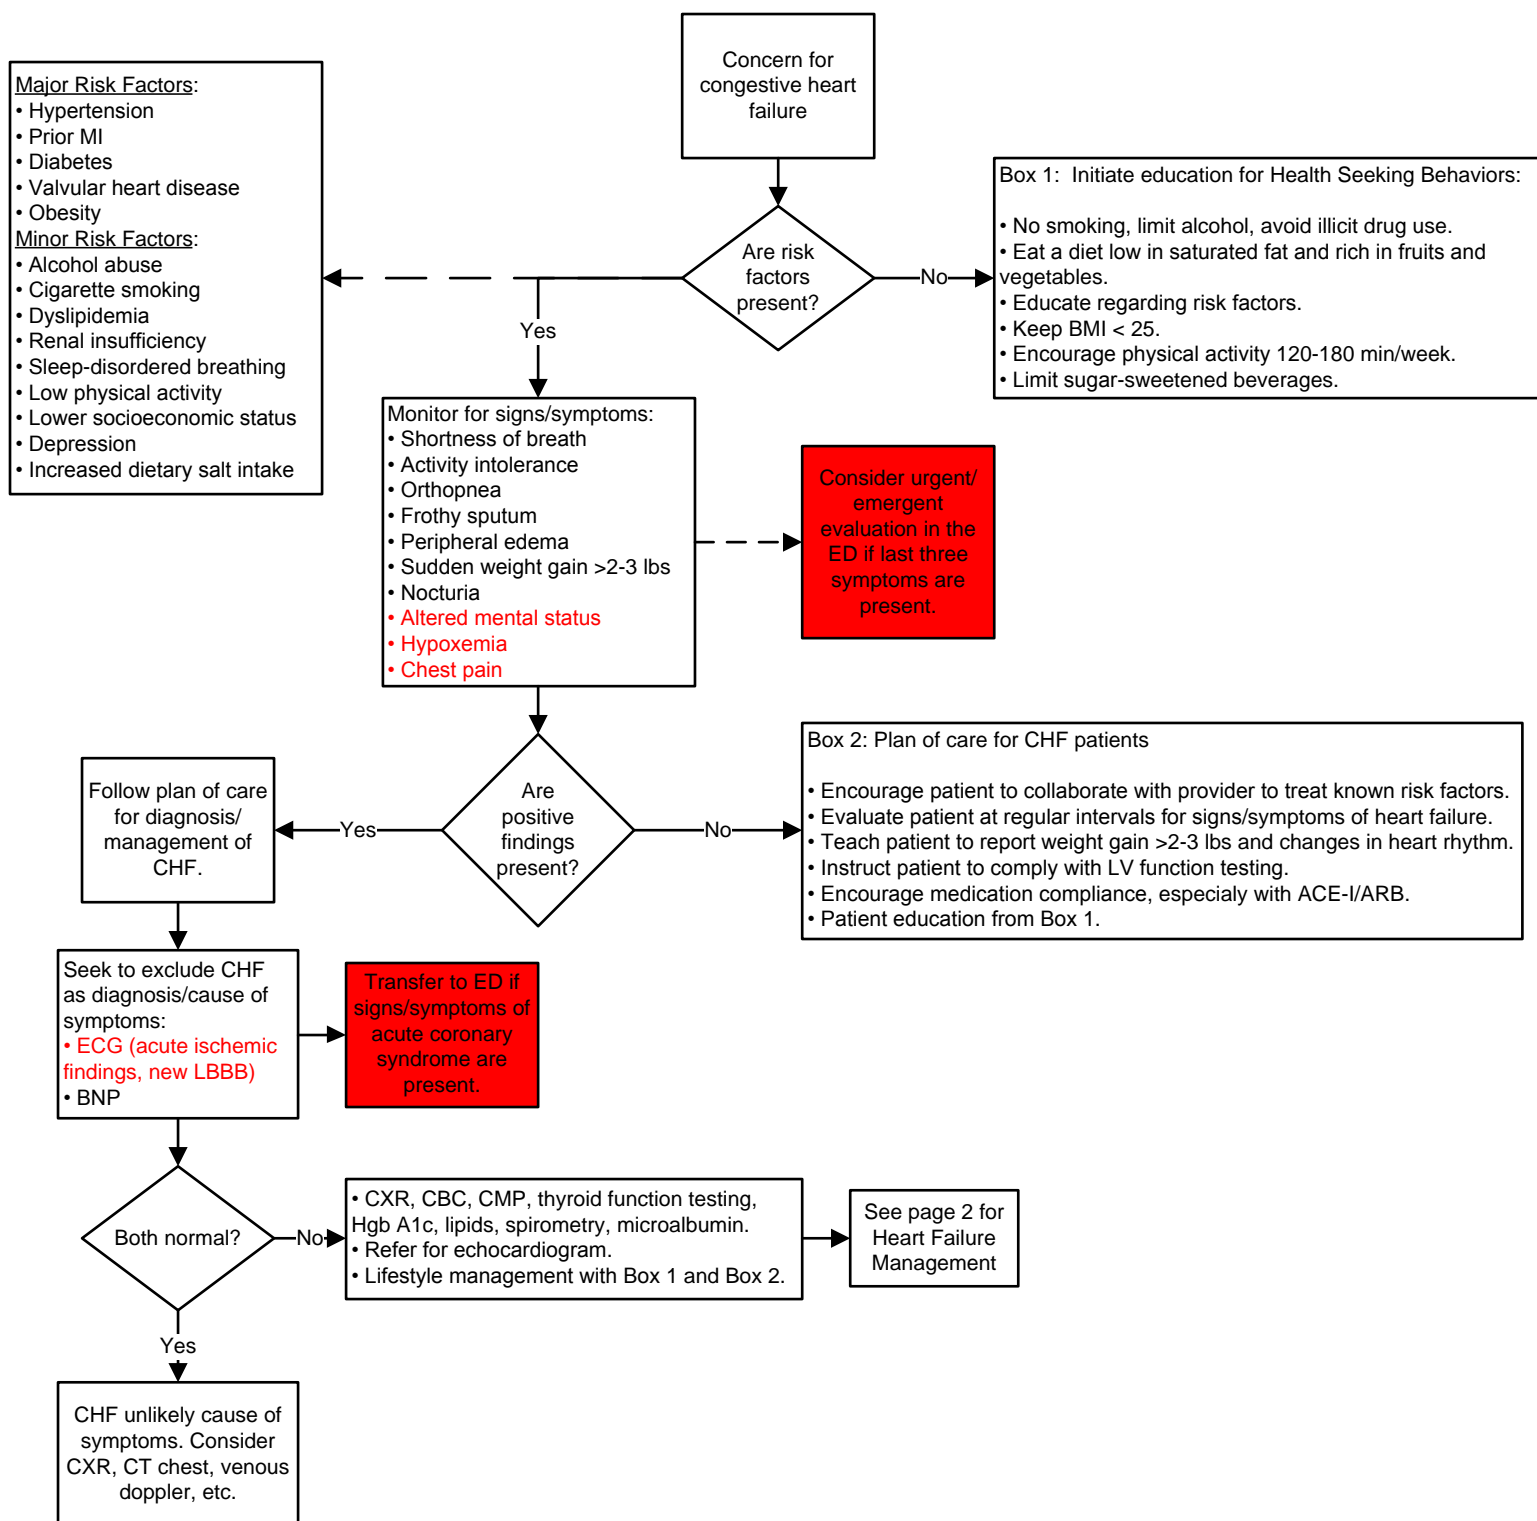 Concern for
congestive heart
failure
Major Risk Factors:
• Hypertension
• Prior MI
• Diabetes
• Valvular heart disease
• Obesity
Minor Risk Factors:
• Alcohol abuse
• Cigarette smoking
• Dyslipidemia
• Renal insufficiency
• Sleep-disordered breathing
• Low physical activity
• Lower socioeconomic status
• Depression
• Increased dietary salt intake
Are risk
factors
present?
No
Yes
Box 1:  Initiate education for Health Seeking Behaviors:
• No smoking, limit alcohol, avoid illicit drug use.
• Eat a diet low in saturated fat and rich in fruits and
vegetables.
• Educate regarding risk factors.
• Keep BMI < 25.
• Encourage physical activity 120-180 min/week.
• Limit sugar-sweetened beverages.
Monitor for signs/symptoms:
• Shortness of breath
• Activity intolerance
• Orthopnea
• Frothy sputum
• Peripheral edema
• Sudden weight gain >2-3 lbs
• Nocturia
• Altered mental status
• Hypoxemia
• Chest pain
Consider urgent/
emergent
evaluation in the
ED if last three
symptoms are
present.
Are
positive
findings
present?
Yes
No
Follow plan of care
for diagnosis/
management of
CHF.
Box 2: Plan of care for CHF patients
• Encourage patient to collaborate with provider to treat known risk factors.
• Evaluate patient at regular intervals for signs/symptoms of heart failure.
• Teach patient to report weight gain >2-3 lbs and changes in heart rhythm.
• Instruct patient to comply with LV function testing.
• Encourage medication compliance, especialy with ACE-I/ARB.
• Patient education from Box 1.
Seek to exclude CHF
as diagnosis/cause of
symptoms:
• ECG (acute ischemic
findings, new LBBB)
• BNP
Transfer to ED if
signs/symptoms of
acute coronary
syndrome are
present.
Both normal?
No
Yes
• CXR, CBC, CMP, thyroid function testing,
Hgb A1c, lipids, spirometry, microalbumin.
• Refer for echocardiogram.
• Lifestyle management with Box 1 and Box 2.
See page 2 for
Heart Failure
Management
CHF unlikely cause of
symptoms. Consider
CXR, CT chest, venous
doppler, etc.